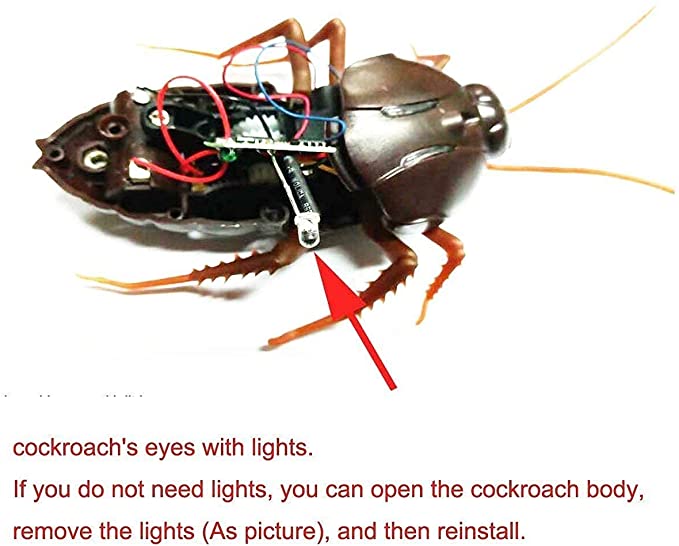 cockroach's eyes with lights.
If you do not need lights, you can open the cockroach body,
remove the lights (As picture), and then reinstall.